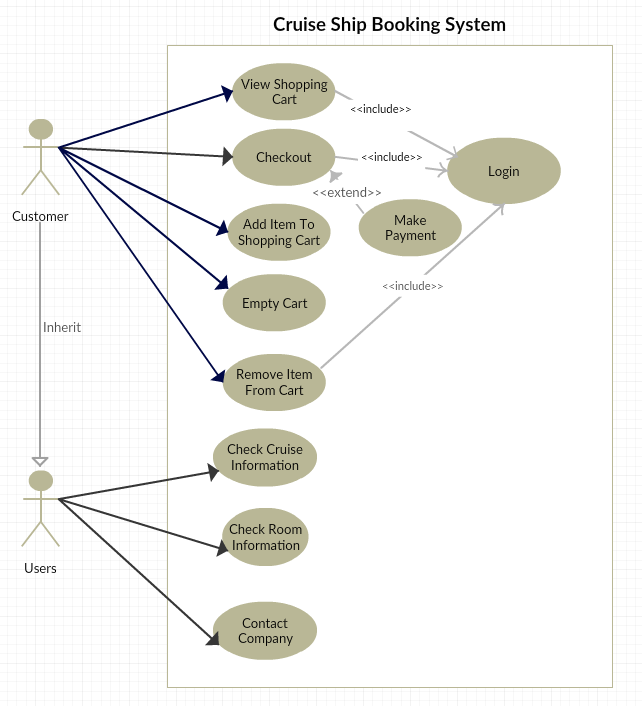 Cruise Ship Booking System
View Shopping
Cart
<<include>>
Checkout
<<include>>
Login
<<extend>>
Customer
Add Item To
Shopping Cart
Make
Payment
<<include>>
Empty Cart
Inherit
Remove Item
From Cart
Check Cruise
Information
Check Room
Information
Users
Contact
Company